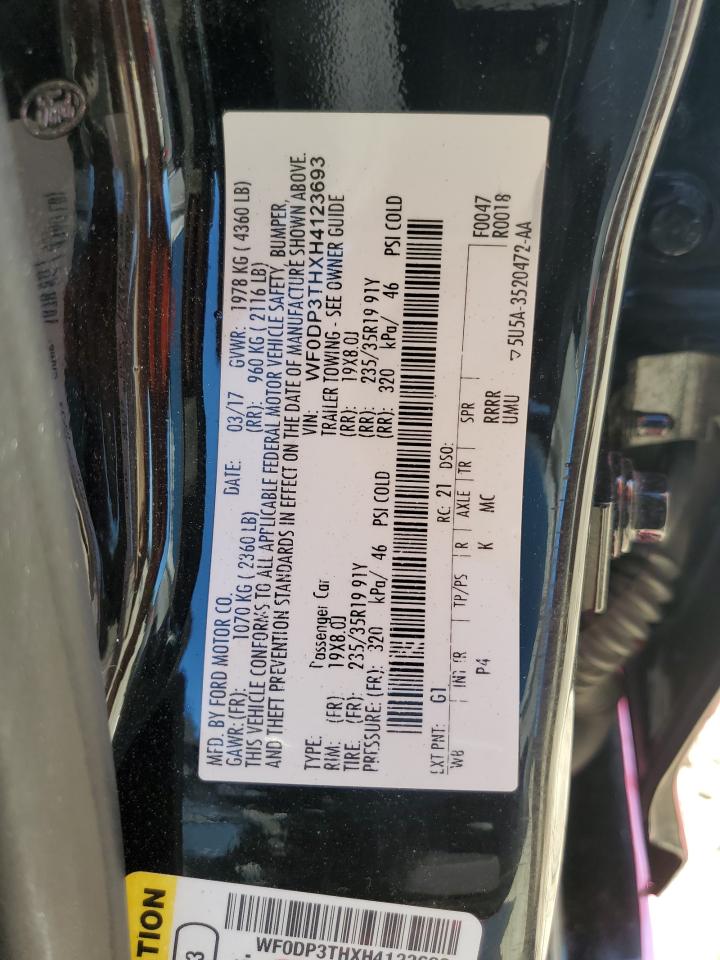 MFD. BY FORD MOTOR CO. DATE: 03/17 GVWR: 1978 KG ( 4360 LB)
GAWR: (FR): 1070 KG ( 2360 LB) (RR): 960 KG ( 2116 LB)
THIS VEHICLE CONFORMS TO ALL APPLICABLE FEDERAL MOTOR VEHICLE SAFETY, BUMPER,
AND THEFT PREVENTION STANDARDS IN EFFECT ON THE DATE OF MANUFACTURE SHOWN ABOVE.
VIN: WF0DP3THXH4123693
TYPE: Passenger Car TRAILER TOWING - SEE OWNER GUIDE
RIM: (FR) 19X8.0J (RR): 19X8.0J
TIRE: (FR): 235/35R19 91Y (RR): 235/35R19 91Y
PRESSURE: (FR): 320 kPa/ 46 PSI COLD (RR): 320 kPa/ 46 PSI COLD
EXT PNT: G1 RC: 21 DSO: F0047
WB INT TR TP/PS R AXLE TR SPR R0018
P4 K MC RRRR
UMU ▽5U5A-3520472-AA
TION
WF0DP3THXH4123693